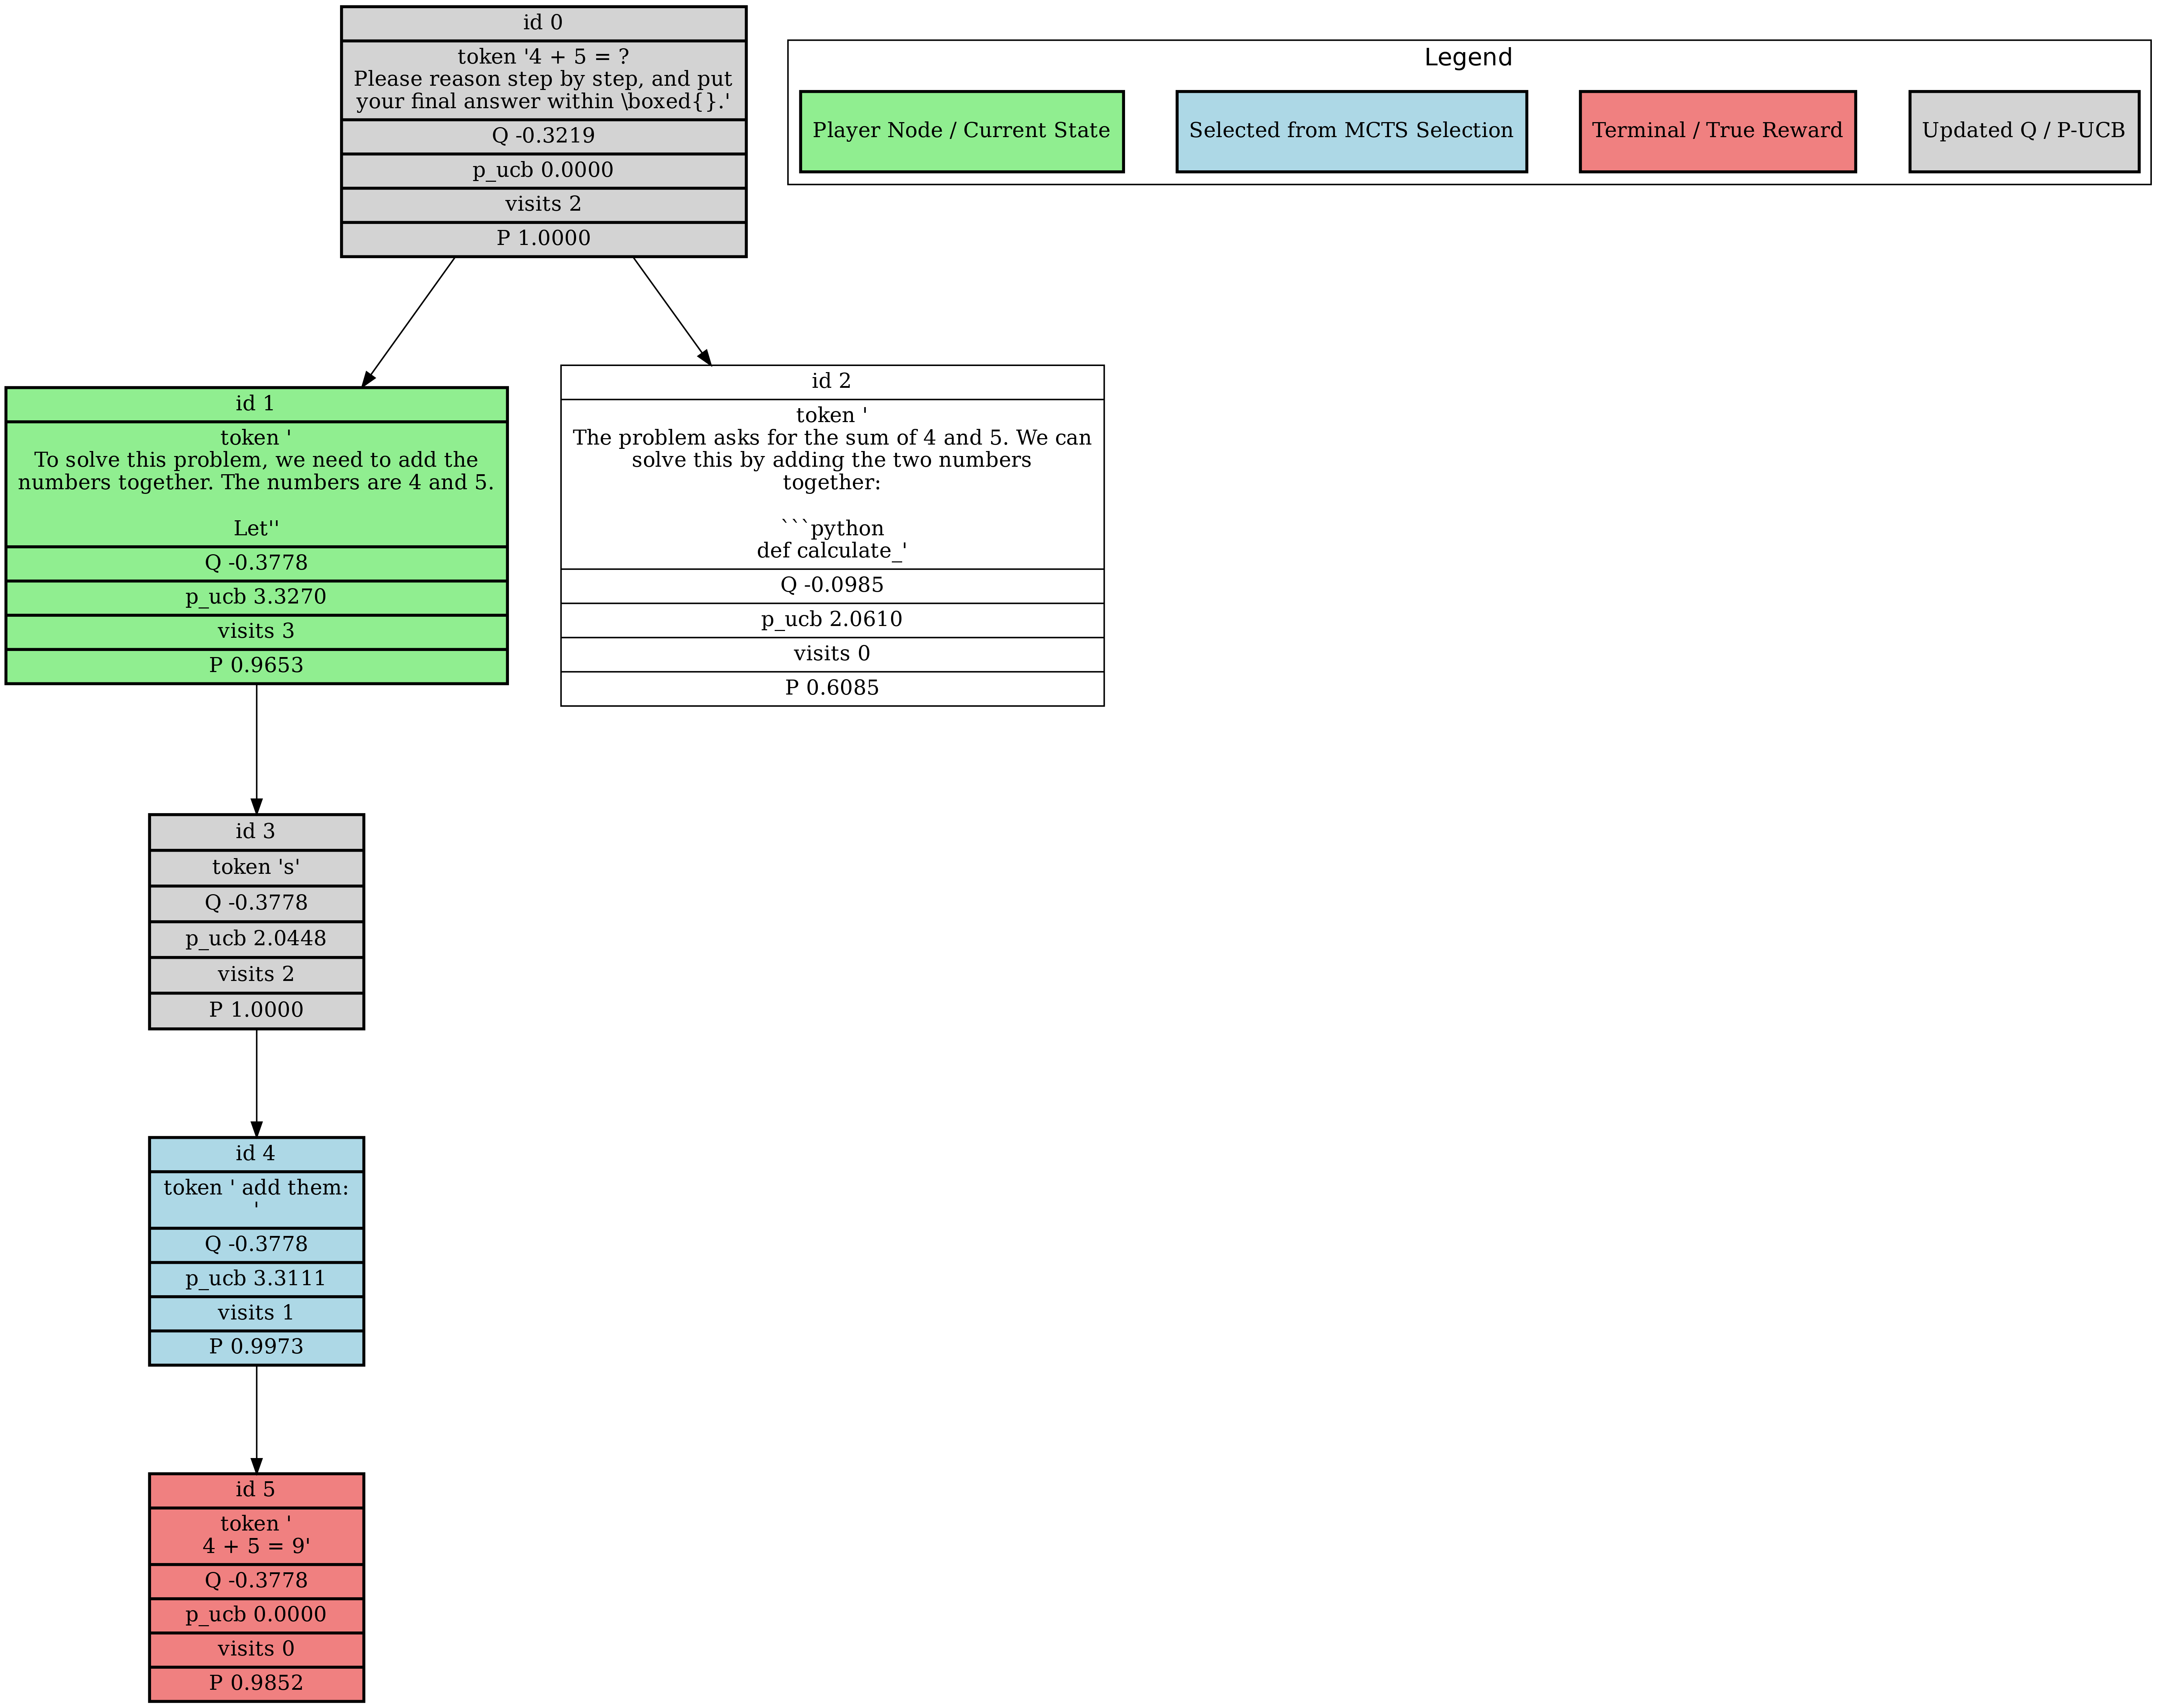 id 0
token '4 + 5 = ?
Please reason step by step, and put
your final answer within \boxed{}.'
Q -0.3219
p_ucb 0.0000
visits 2
P 1.0000
Legend
Player Node / Current State
Selected from MCTS Selection
Terminal / True Reward
Updated Q / P-UCB
id 1
token '
To solve this problem, we need to add the
numbers together. The numbers are 4 and 5.
Let''
Q -0.3778
p_ucb 3.3270
visits 3
P 0.9653
id 2
token '
The problem asks for the sum of 4 and 5. We can
solve this by adding the two numbers
together:
```python
def calculate_'
Q -0.0985
p_ucb 2.0610
visits 0
P 0.6085
id 3
token 's'
Q -0.3778
p_ucb 2.0448
visits 2
P 1.0000
id 4
token ' add them:
'
Q -0.3778
p_ucb 3.3111
visits 1
P 0.9973
id 5
token '
4 + 5 = 9'
Q -0.3778
p_ucb 0.0000
visits 0
P 0.9852